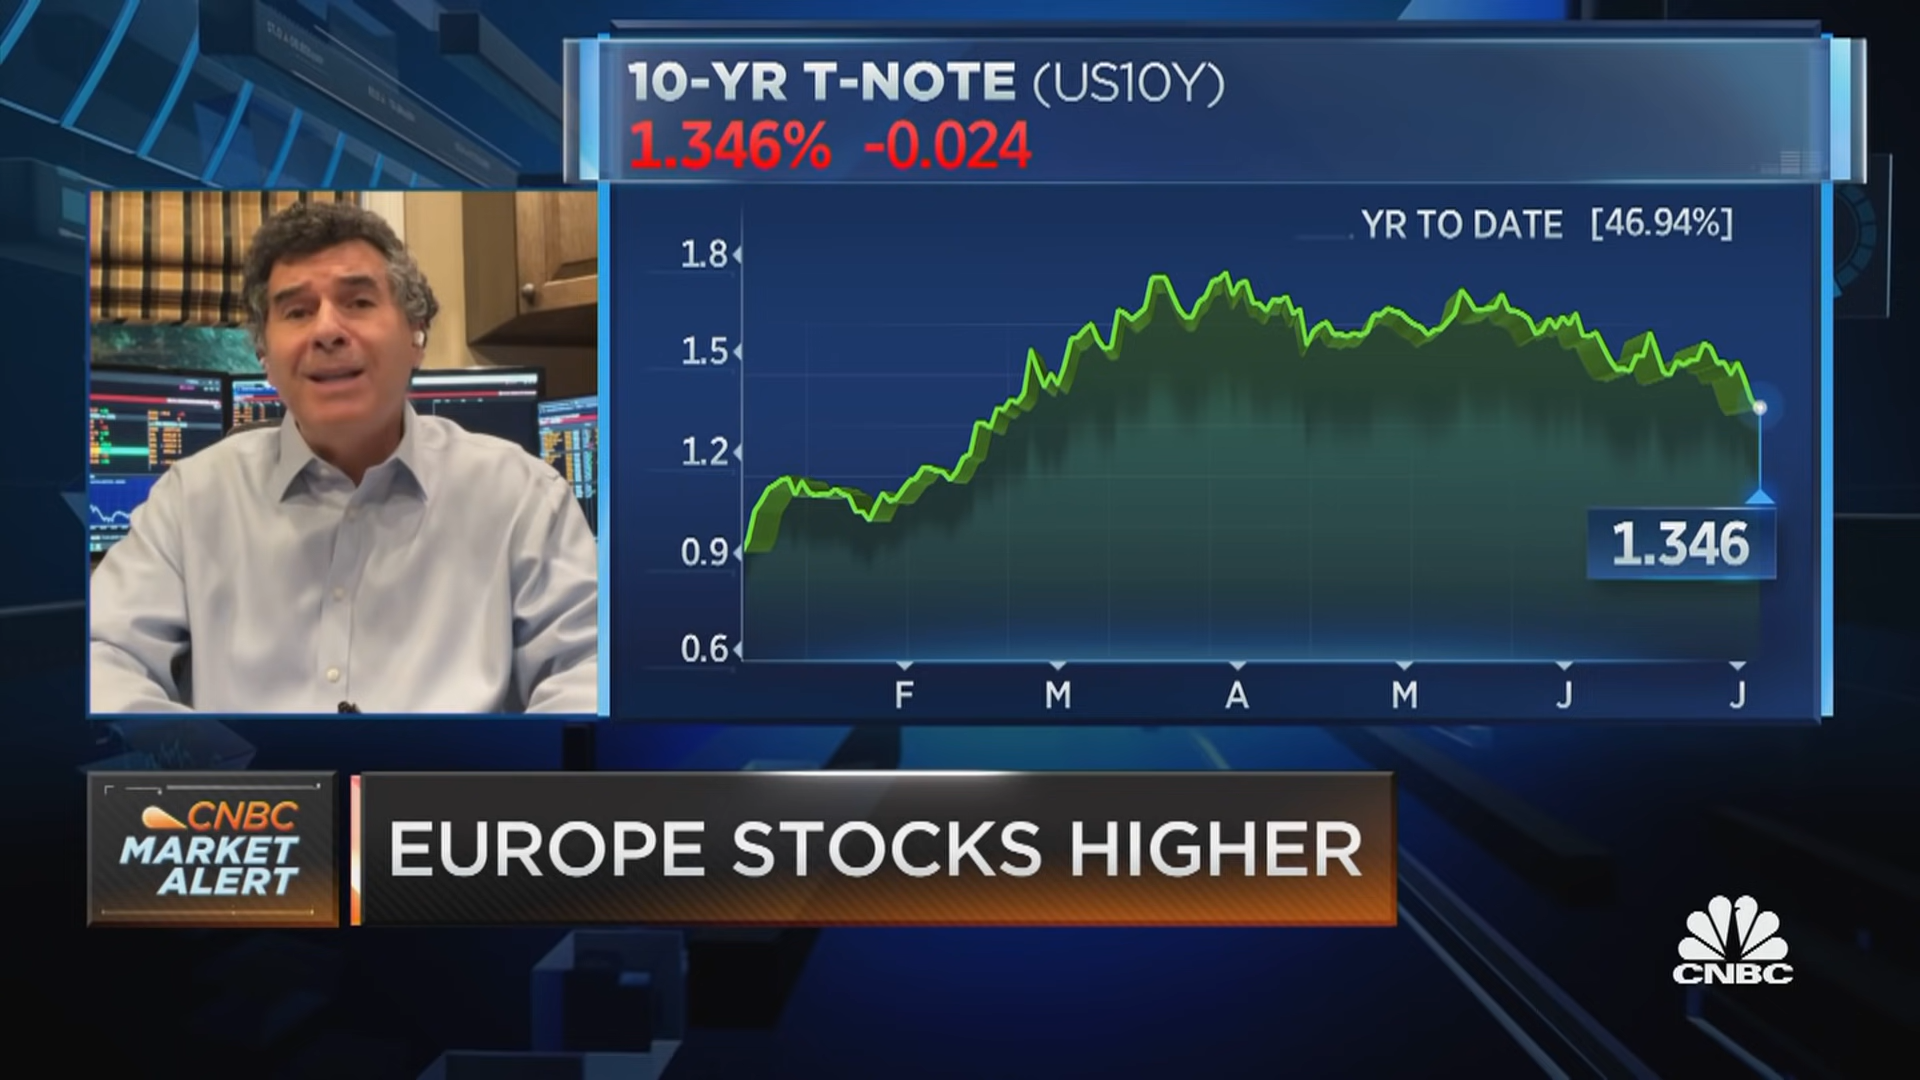 10-YR T-NOTE (US10Y)
1.346% -0.024
YR TO DATE [46.94%]
1.8
1.5
1.2
0.9
0.6
1.346
F M A M J J
CNBC
MARKET
ALERT
EUROPE STOCKS HIGHER
CNBC